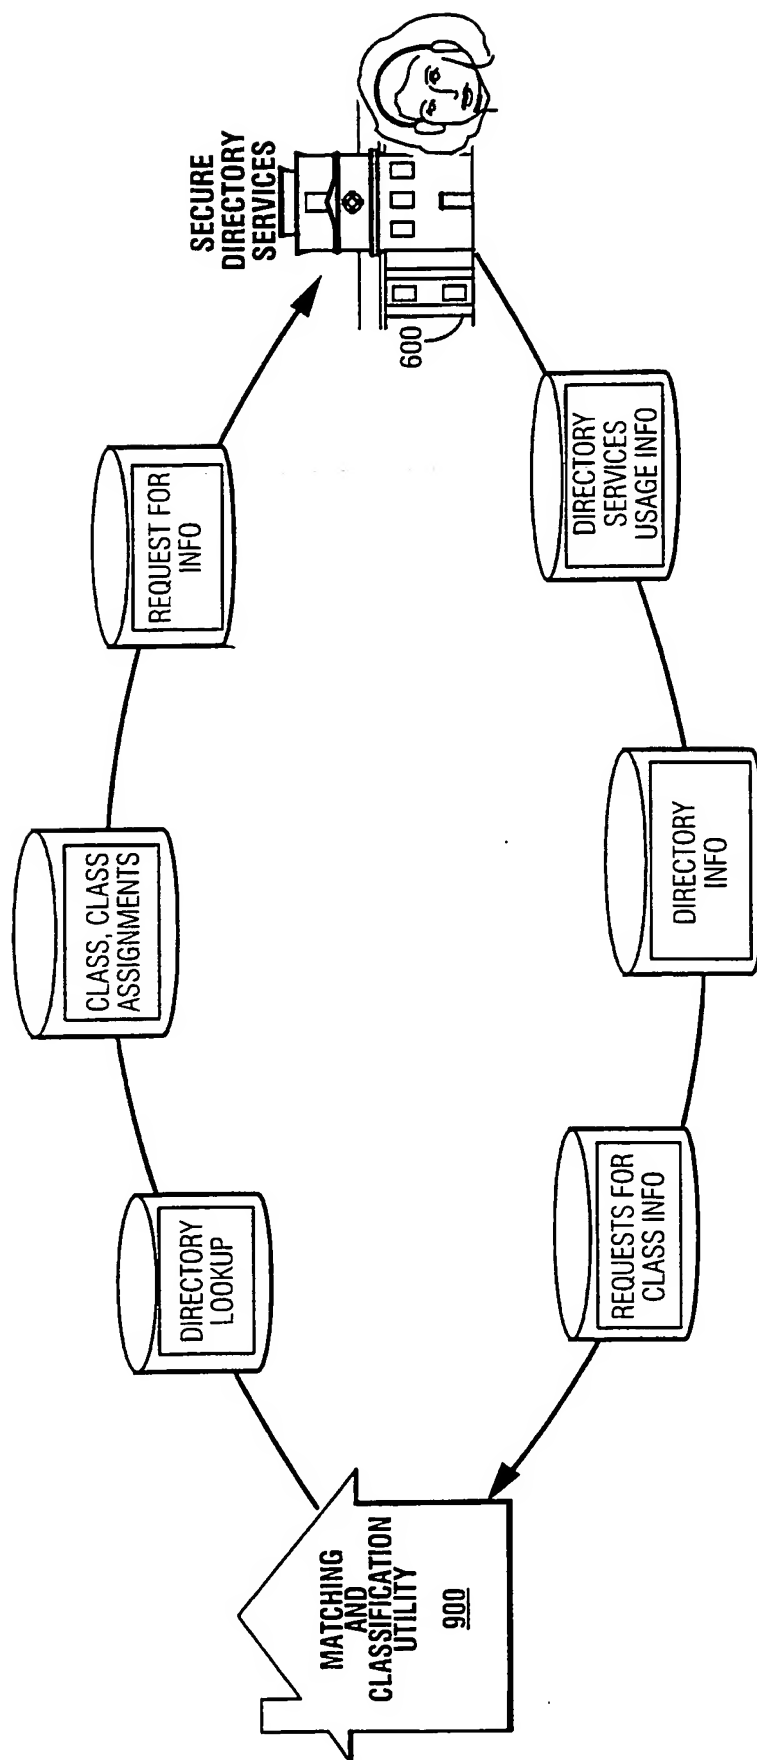 SECURE
DIRECTORY
SERVICES
600
REQUEST FOR
INFO
CLASS, CLASS
ASSIGNMENTS
DIRECTORY
LOOKUP
MATCHING
AND
CLASSIFICATION
UTILITY
900
DIRECTORY
SERVICES
USAGE INFO
DIRECTORY
INFO
REQUESTS FOR
CLASS INFO